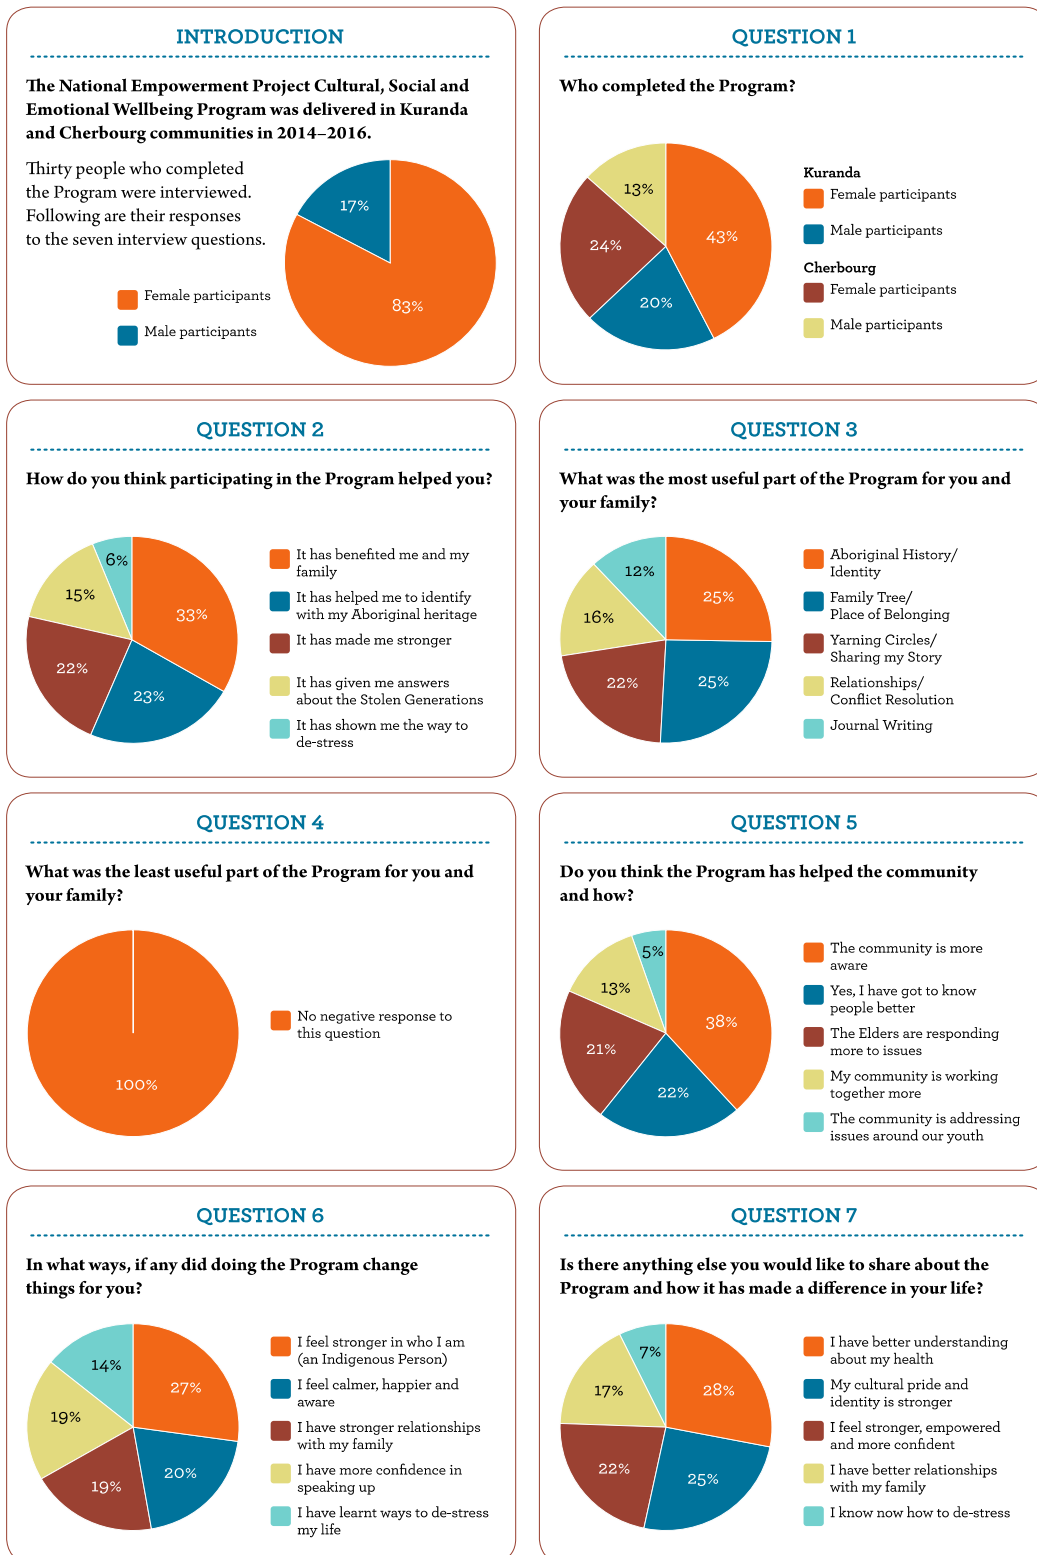 INTRODUCTION
The National Empowerment Project Cultural, Social and
Emotional Wellbeing Program was delivered in Kuranda
and Cherbourg communities in 2014–2016.
Thirty people who completed
the Program were interviewed.
Following are their responses
to the seven interview questions.
17%
83%
Female participants
Male participants
QUESTION 1
Who completed the Program?
13%
43%
24%
20%
Kuranda
Female participants
Male participants
Cherbourg
Female participants
Male participants
QUESTION 2
How do you think participating in the Program helped you?
6%
15%
33%
22%
23%
It has benefited me and my
family
It has helped me to identify
with my Aboriginal heritage
It has made me stronger
It has given me answers
about the Stolen Generations
It has shown me the way to
de-stress
QUESTION 3
What was the most useful part of the Program for you and
your family?
12%
25%
16%
22%
25%
Aboriginal History/
Identity
Family Tree/
Place of Belonging
Yarning Circles/
Sharing my Story
Relationships/
Conflict Resolution
Journal Writing
QUESTION 4
What was the least useful part of the Program for you and
your family?
100%
No negative response to
this question
QUESTION 5
Do you think the Program has helped the community
and how?
5%
13%
38%
21%
22%
The community is more
aware
Yes, I have got to know
people better
The Elders are responding
more to issues
My community is working
together more
The community is addressing
issues around our youth
QUESTION 6
In what ways, if any did doing the Program change
things for you?
14%
27%
19%
20%
19%
I feel stronger in who I am
(an Indigenous Person)
I feel calmer, happier and
aware
I have stronger relationships
with my family
I have more confidence in
speaking up
I have learnt ways to de-stress
my life
QUESTION 7
Is there anything else you would like to share about the
Program and how it has made a difference in your life?
7%
17%
28%
22%
25%
I have better understanding
about my health
My cultural pride and
identity is stronger
I feel stronger, empowered
and more confident
I have better relationships
with my family
I know now how to de-stress